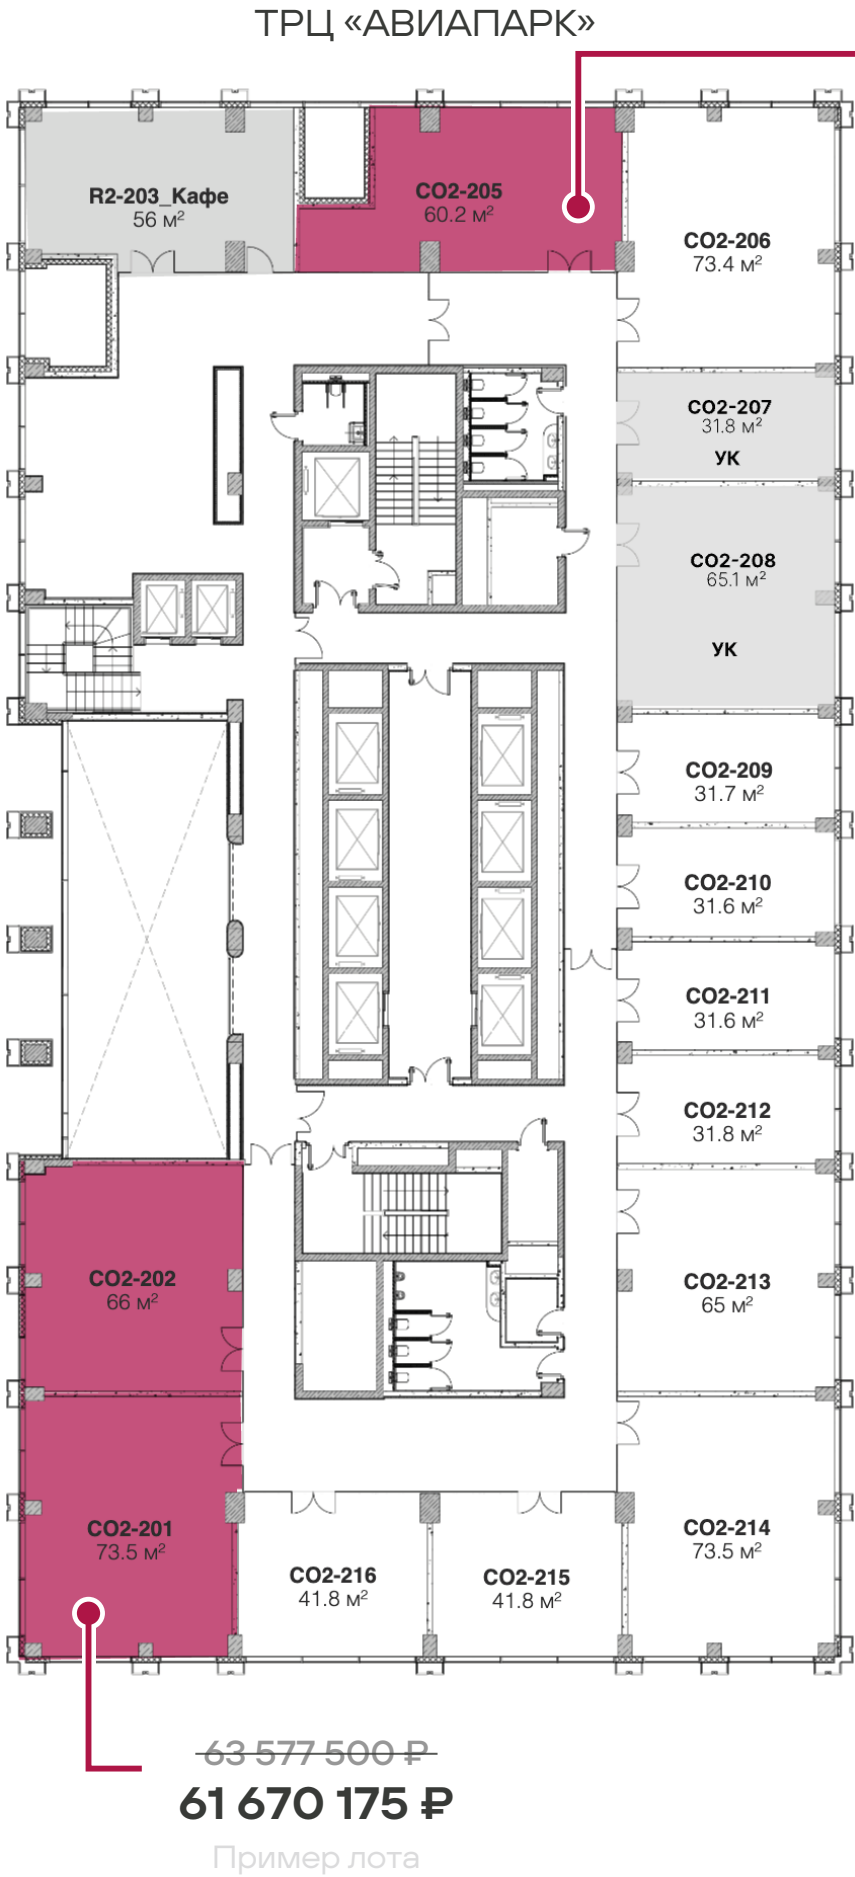 ТРЦ «АВИАПАРК»
R2-203_Кафе
56 м²
СО2-205
60.2 м²
СО2-206
73.4 м²
СО2-207
31.8 м²
УК
СО2-208
65.1 м²
УК
СО2-209
31.7 м²
СО2-210
31.6 м²
СО2-211
31.6 м²
СО2-212
31.8 м²
СО2-202
66 м²
СО2-213
65 м²
СО2-201
73.5 м²
СО2-214
73.5 м²
СО2-216
41.8 м²
СО2-215
41.8 м²
63 577 500 ₽
61 670 175 ₽
Пример лота